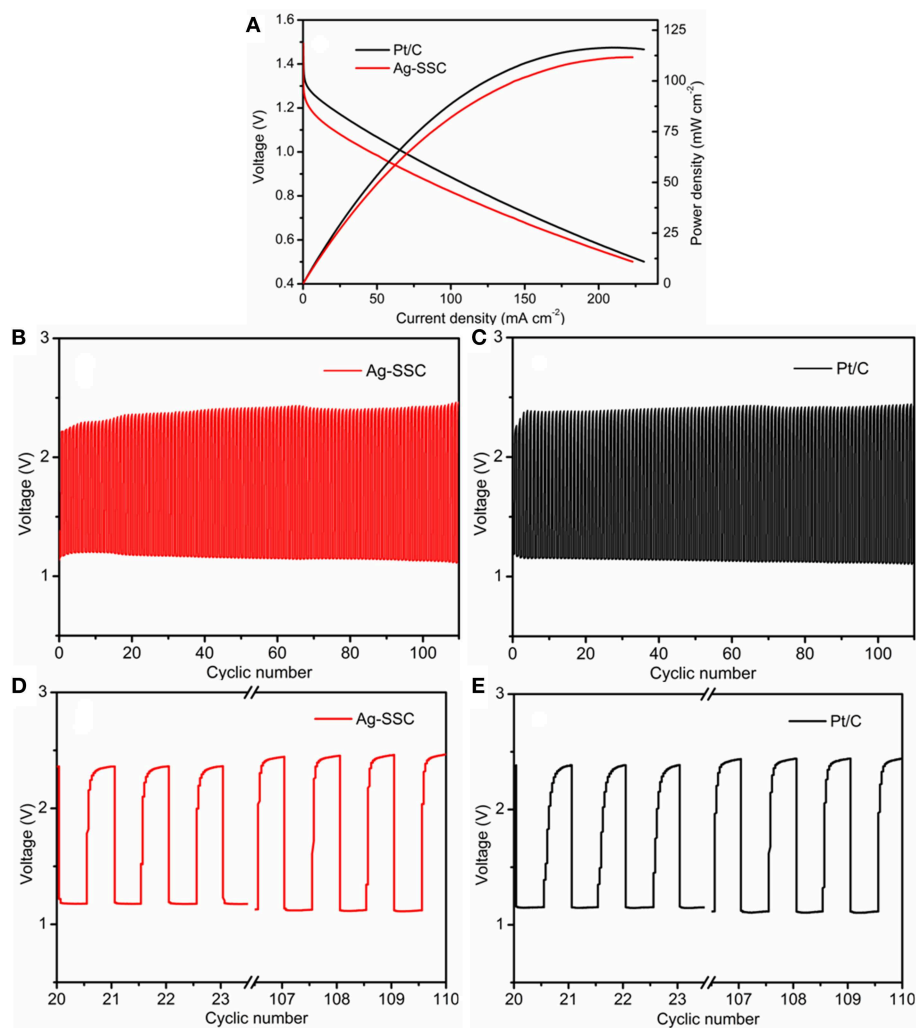 A
1.6
1.4
1.2
1.0
0.8
0.6
0.4
Voltage (V)
Pt/C
Ag-SSC
125
100
75
50
25
0
Power density (mW cm-2)
0 50 100 150 200
Current density (mA cm-2)
B
3
2
1
Voltage (V)
Ag-SSC
0 20 40 60 80 100
Cyclic number
C
3
2
1
Voltage (V)
Pt/C
0 20 40 60 80 100
Cyclic number
D
3
2
1
Voltage (V)
Ag-SSC
20 21 22 23 107 108 109 110
Cyclic number
E
3
2
1
Voltage (V)
Pt/C
20 21 22 23 107 108 109 110
Cyclic number